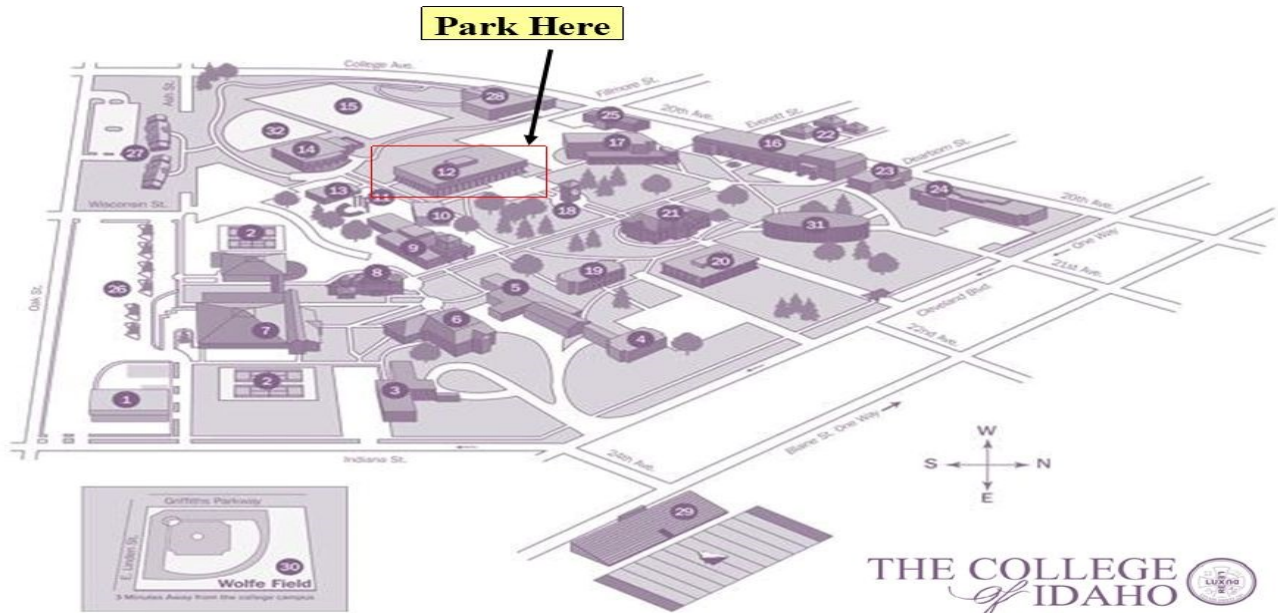 Park Here
College Ave.
Fillmore St.
28
25
20th Ave.
Everett St.
Ash St.
15
32
14
27
12
17
16
22
23
Dearborn St.
24
20th Ave.
13
11
10
18
21
31
Wisconsin St.
2
9
8
19
20
One Way
21st Ave.
26
Oak St.
5
Cleveland Blvd.
22nd Ave.
7
6
4
2
3
1
Blaine St. One Way
Indiana St.
24th Ave.
W
S N
E
29
Griffiths Parkway
E. Linden St.
30
Wolfe Field
3 Minutes Away from the college campus
THE COLLEGE
of IDAHO